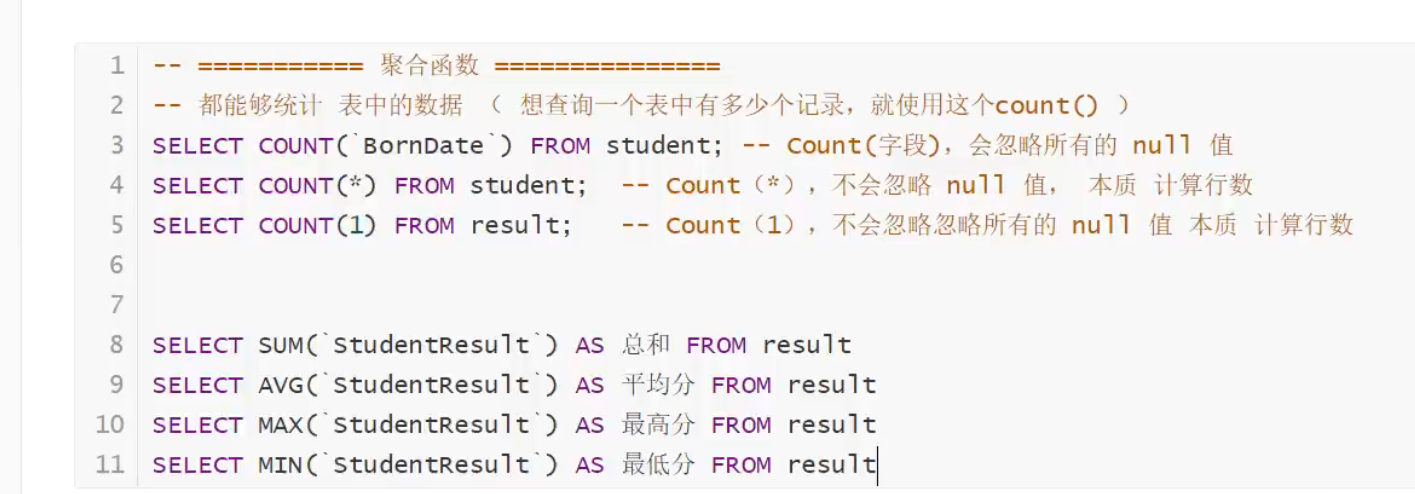 1 -- =========== 聚合函数 ===============
2 -- 都能够统计 表中的数据 （ 想查询一个表中有多少个记录，就使用这个count() ）
3 SELECT COUNT(`BornDate`) FROM student; -- Count(字段)，会忽略所有的 null 值
4 SELECT COUNT(*) FROM student;  -- Count（*），不会忽略 null 值， 本质 计算行数
5 SELECT COUNT(1) FROM result;   -- Count（1），不会忽略忽略所有的 null 值 本质 计算行数
6
7
8 SELECT SUM(`StudentResult`) AS 总和 FROM result
9 SELECT AVG(`StudentResult`) AS 平均分 FROM result
10 SELECT MAX(`StudentResult`) AS 最高分 FROM result
11 SELECT MIN(`StudentResult`) AS 最低分 FROM result